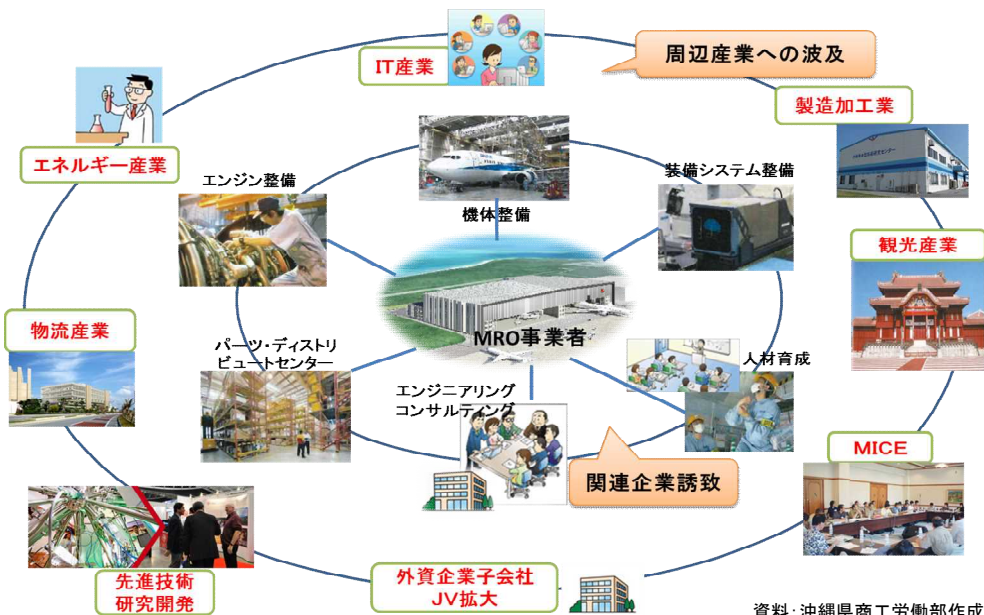 IT産業
周辺産業への波及
製造加工業
エネルギー産業
エンジン整備
機体整備
装備システム整備
観光産業
物流産業
MRO事業者
パーツ・ディストリ
ビュートセンター
人材育成
エンジニアリング
コンサルティング
関連企業誘致
MICE
先進技術
研究開発
外資企業子会社
JV拡大
資料：沖縄県商工労働部作成